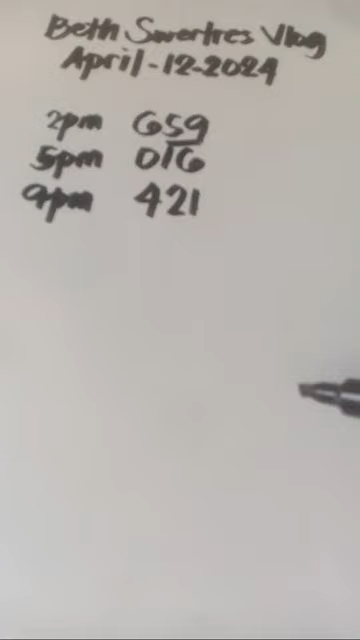 Beth Swertres Vlog
April-12-2024
2pm 659
5pm 016
9pm 421